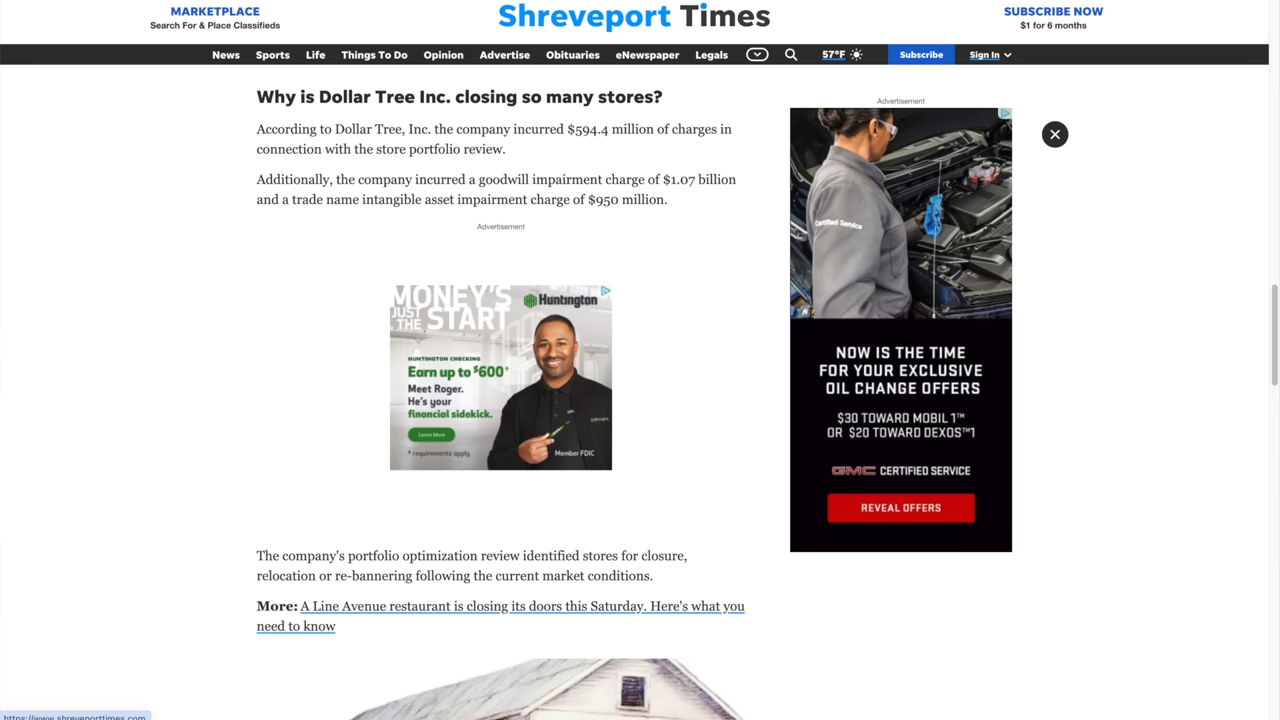 MARKETPLACE
Search For & Place Classifieds
Shreveport Times
SUBSCRIBE NOW
$1 for 6 months
News Sports Life Things To Do Opinion Advertise Obituaries eNewspaper Legals 57°F Subscribe Sign In
Why is Dollar Tree Inc. closing so many stores?
According to Dollar Tree, Inc. the company incurred $594.4 million of charges in
connection with the store portfolio review.
Additionally, the company incurred a goodwill impairment charge of $1.07 billion
and a trade name intangible asset impairment charge of $950 million.
Advertisement
MONEY'S
JUST
THE START
Huntington
HUNTINGTON CHECKING
Earn up to $600*
Meet Roger.
He's your
financial sidekick.
Learn More
* requirements apply
Member FDIC
The company's portfolio optimization review identified stores for closure,
relocation or re-bannering following the current market conditions.
More: A Line Avenue restaurant is closing its doors this Saturday. Here's what you
need to know
Advertisement
Certified Service
NOW IS THE TIME
FOR YOUR EXCLUSIVE
OIL CHANGE OFFERS
$30 TOWARD MOBIL 1™
OR $20 TOWARD DEXOS™1
GMC CERTIFIED SERVICE
REVEAL OFFERS
https://www.shreveporttimes.com